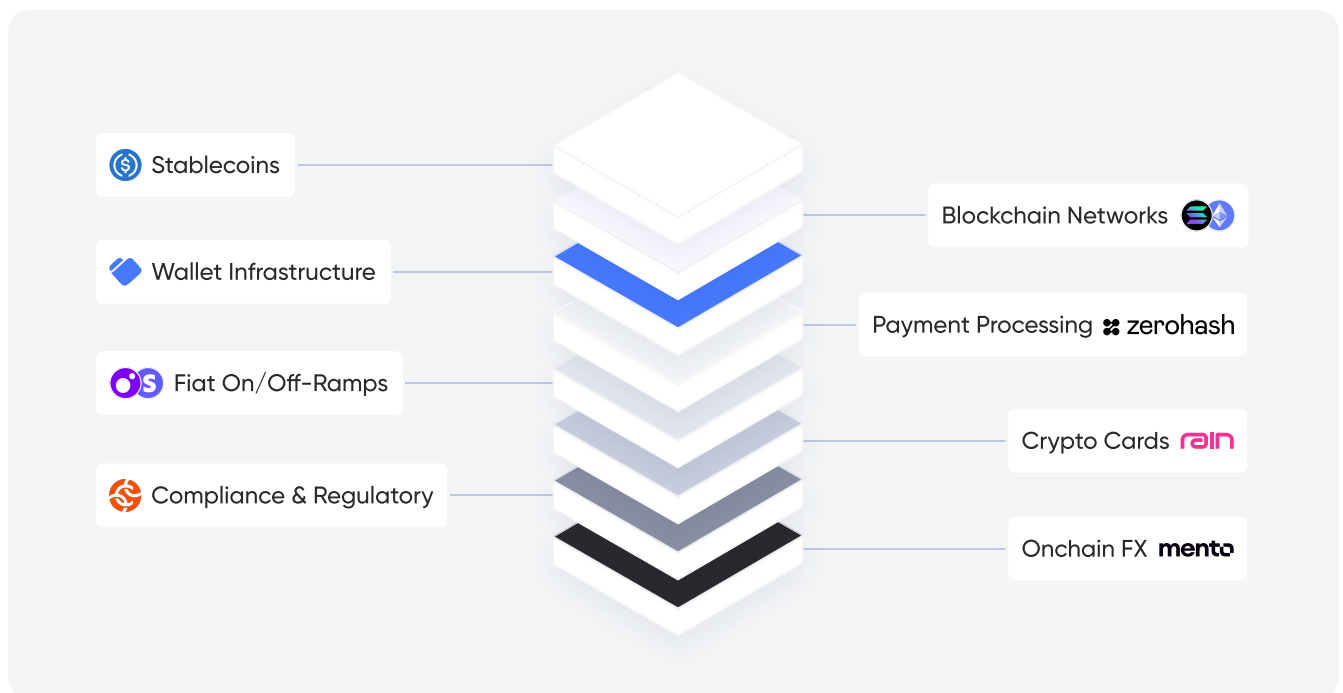 Stablecoins
Blockchain Networks
Wallet Infrastructure
Payment Processing zerohash
Fiat On/Off-Ramps
S
Crypto Cards rain
Compliance & Regulatory
Onchain FX mento